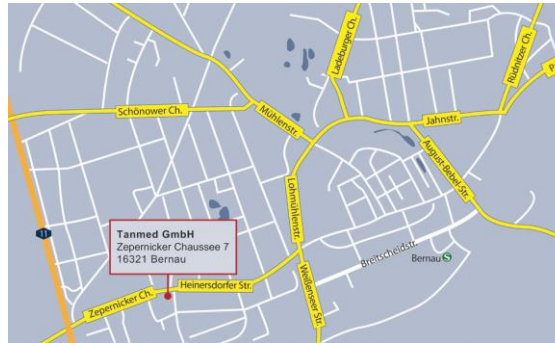 Ladeburger Ch.
Rüdnitzer Ch.
P
Schönower Ch.
Mühlenstr.
Jahnstr.
August-Bebel-Str.
Lohmühlenstr.
11
Tanmed GmbH
Zepernicker Chaussee 7
16321 Bernau
Breitscheidstr.
Bernau S
Heinersdorfer Str.
Zepernicker Ch.
Weißenseer Str.